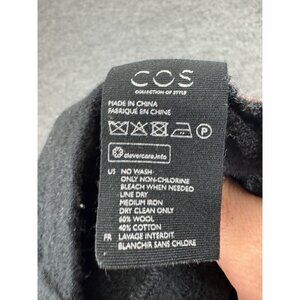 COS
COLLECTION OF STYLE
MADE IN CHINA
FABRIQUÉ EN CHINE
P
clevercare.info
US NO WASH
ONLY NON-CHLORINE
BLEACH WHEN NEEDED
LINE DRY
MEDIUM IRON
DRY CLEAN ONLY
60% WOOL
40% COTTON
FR LAVAGE INTERDIT.
BLANCHIR SANS CHLORE